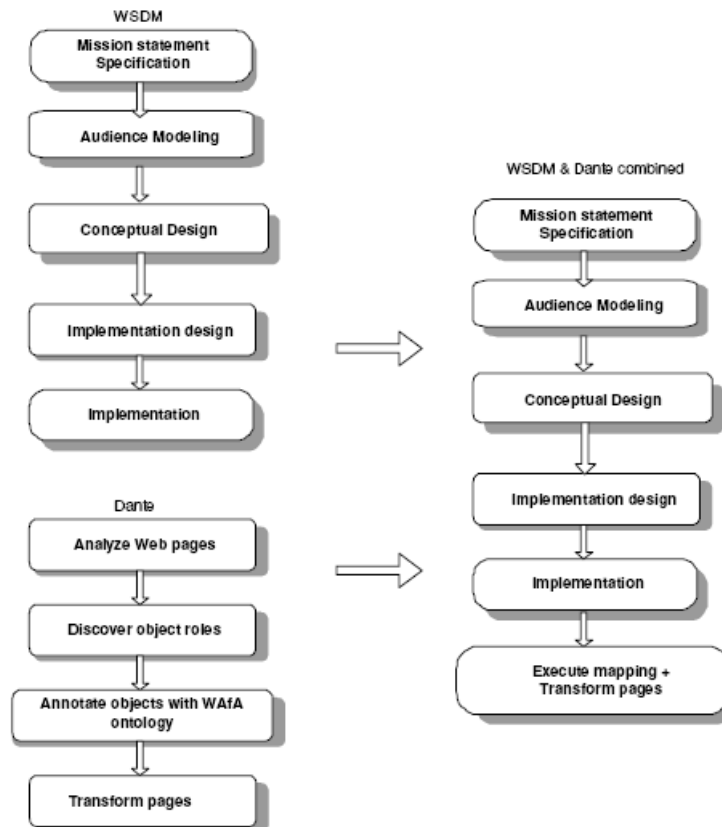 WSDM
Mission statement
Specification
Audience Modeling
Conceptual Design
Implementation design
Implementation
Dante
Analyze Web pages
Discover object roles
Annotate objects with WAfA
ontology
Transform pages
WSDM & Dante combined
Mission statement
Specification
Audience Modeling
Conceptual Design
Implementation design
Implementation
Execute mapping +
Transform pages